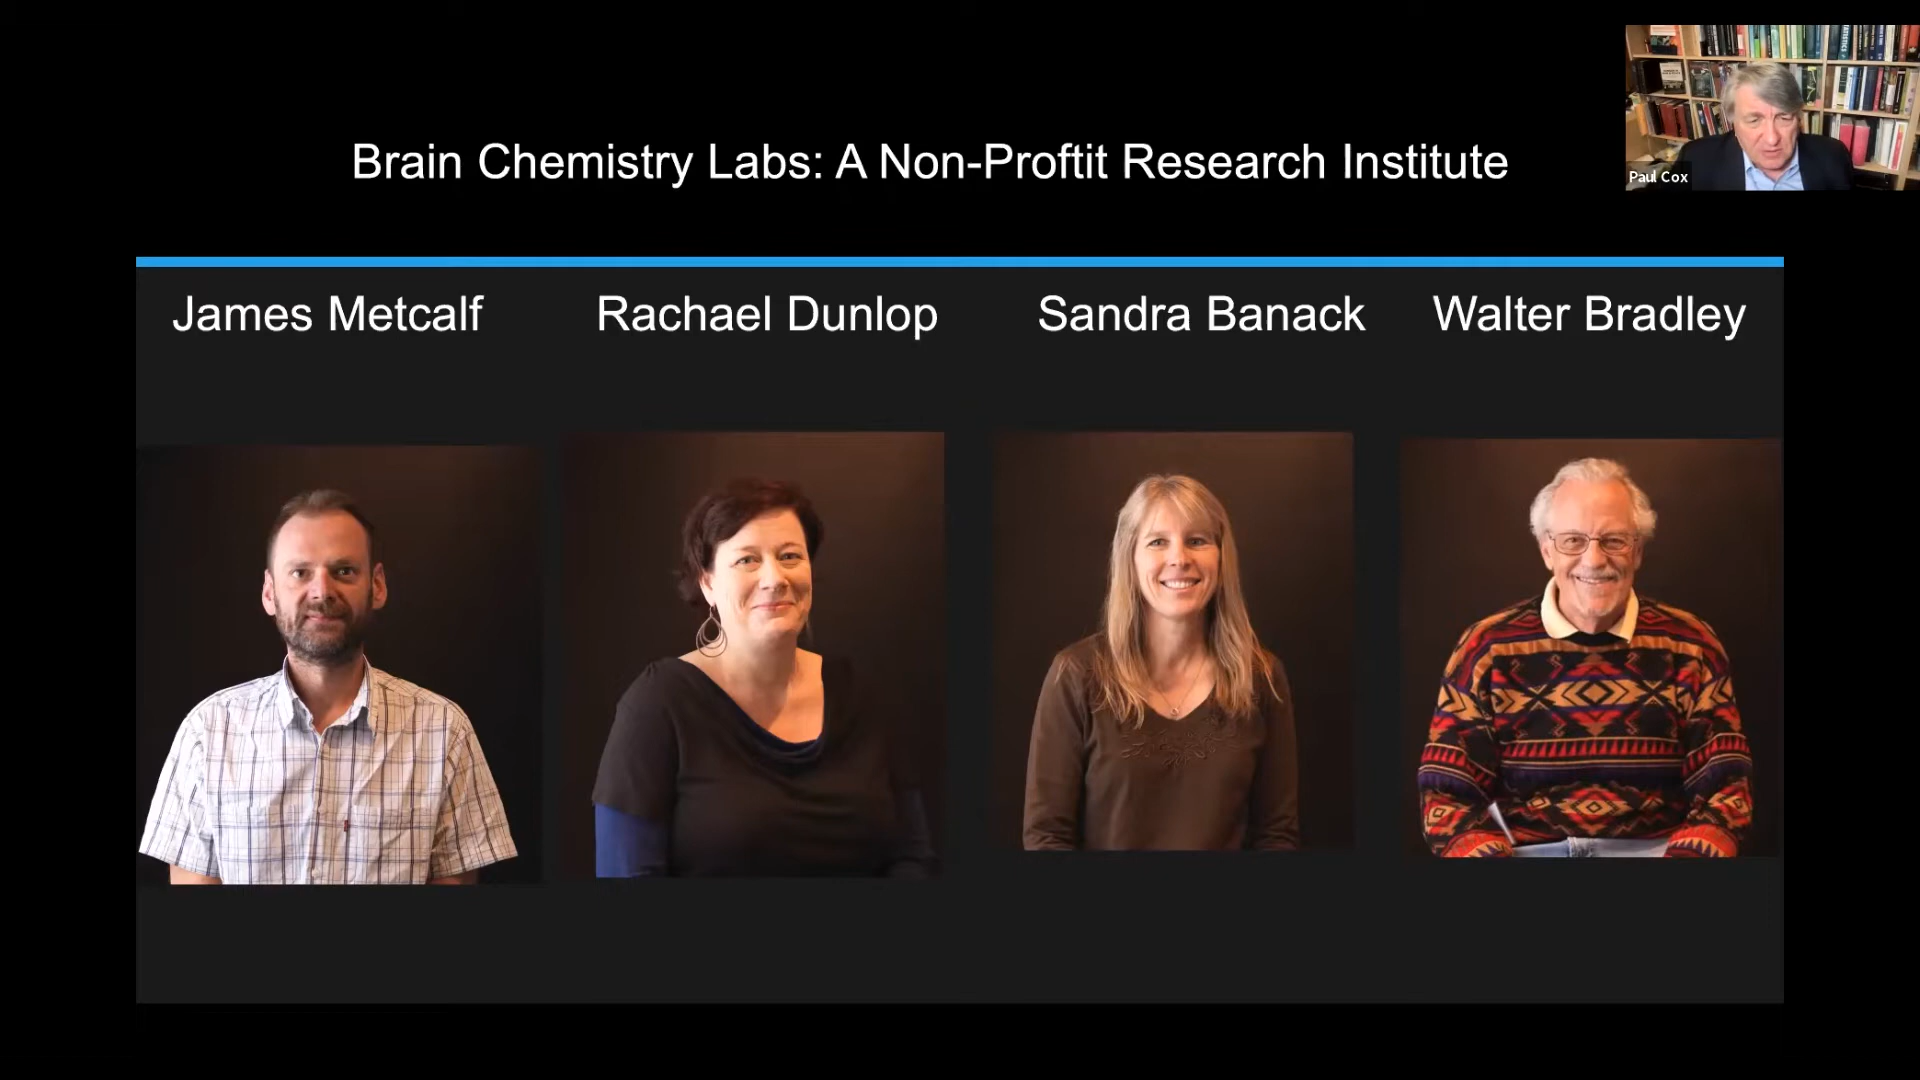 Brain Chemistry Labs: A Non-Proftit Research Institute
Paul Cox
James Metcalf
Rachael Dunlop
Sandra Banack
Walter Bradley